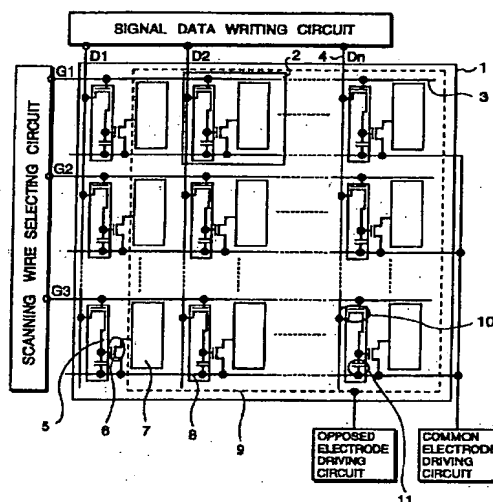 SIGNAL DATA WRITING CIRCUIT
D1 D2 4 Dn 2 1
G1 3
SCANNING WIRE SELECTING CIRCUIT
G2
G3
10
5 6 7 8 9
OPPOSED ELECTRODE DRIVING CIRCUIT
COMMON ELECTRODE DRIVING CIRCUIT
11